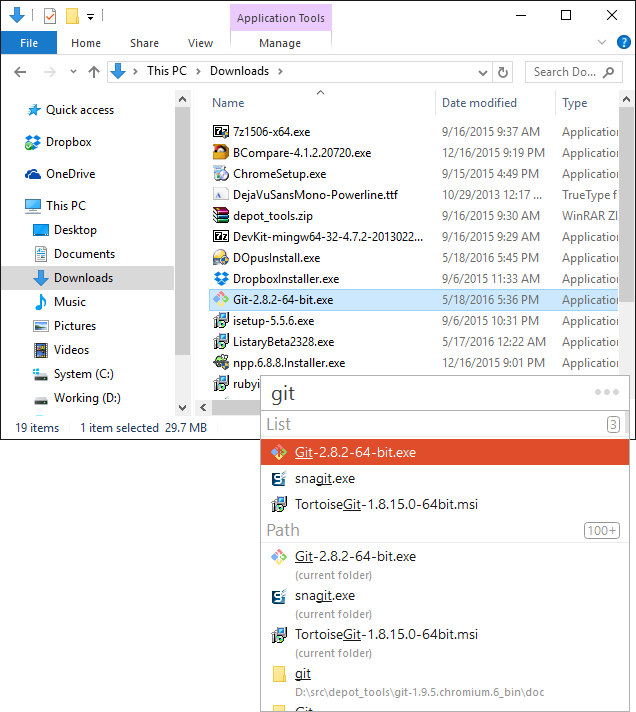 Application Tools
File Home Share View Manage
This PC Downloads Search Do...
Name Date modified Type
Quick access
Dropbox
OneDrive
This PC
Desktop
Documents
Downloads
Music
Pictures
Videos
System (C:)
Working (D:)
7z1506-x64.exe 9/16/2015 9:37 AM Application
BCompare-4.1.2.20720.exe 12/16/2015 9:19 PM Application
ChromeSetup.exe 9/15/2015 4:49 PM Application
DejaVuSansMono-Powerline.ttf 10/29/2013 12:17 ... TrueType f
depot_tools.zip 9/16/2015 9:30 AM WinRAR ZI
DevKit-mingw64-32-4.7.2-2013022... 9/16/2015 9:29 AM Application
DOpusInstall.exe 5/18/2016 5:45 PM Application
DropboxInstaller.exe 9/6/2015 11:33 AM Application
Git-2.8.2-64-bit.exe 5/18/2016 5:36 PM Application
isetup-5.5.6.exe 9/6/2015 10:31 PM Application
ListaryBeta2328.exe 5/17/2016 12:22 AM Application
npp.6.8.8.Installer.exe 12/16/2015 9:01 PM Application
rubyi
19 items 1 item selected 29.7 MB
git
List 3
Git-2.8.2-64-bit.exe
snagit.exe
TortoiseGit-1.8.15.0-64bit.msi
Path 100+
Git-2.8.2-64-bit.exe
(current folder)
snagit.exe
(current folder)
TortoiseGit-1.8.15.0-64bit.msi
(current folder)
git
D:\src\depot_tools\git-1.9.5.chromium.6_bin\doc
Git